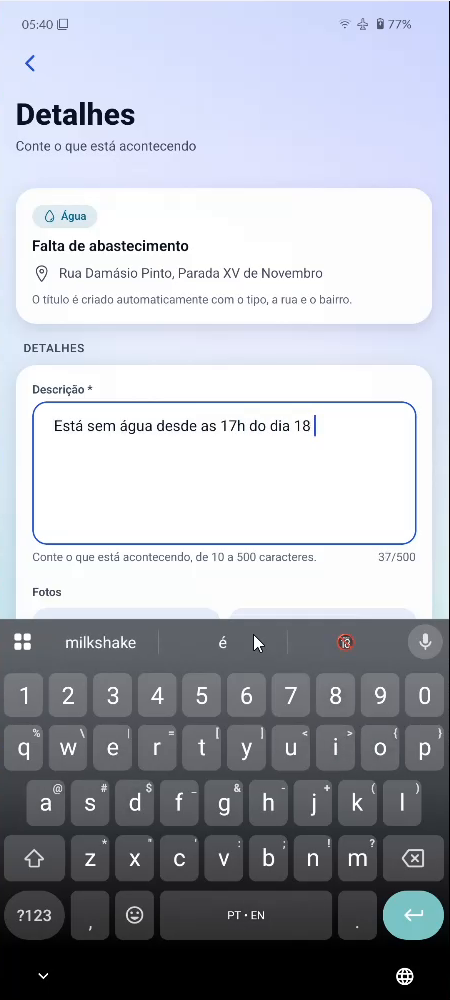 05:40
77%
Detalhes
Conte o que está acontecendo
Água
Falta de abastecimento
Rua Damásio Pinto, Parada XV de Novembro
O título é criado automaticamente com o tipo, a rua e o bairro.
DETALHES
Descrição *
Está sem água desde as 17h do dia 18
Conte o que está acontecendo, de 10 a 500 caracteres. 37/500
Fotos
milkshake é
1 2 3 4 5 6 7 8 9 0
% \ | = [ ] < > { }
q w e r t y u i o p
@ # $ _ & - + ( )
a s d f g h j k l
* " ' : ; ! ?
z x c v b n m
?123 , PT • EN .